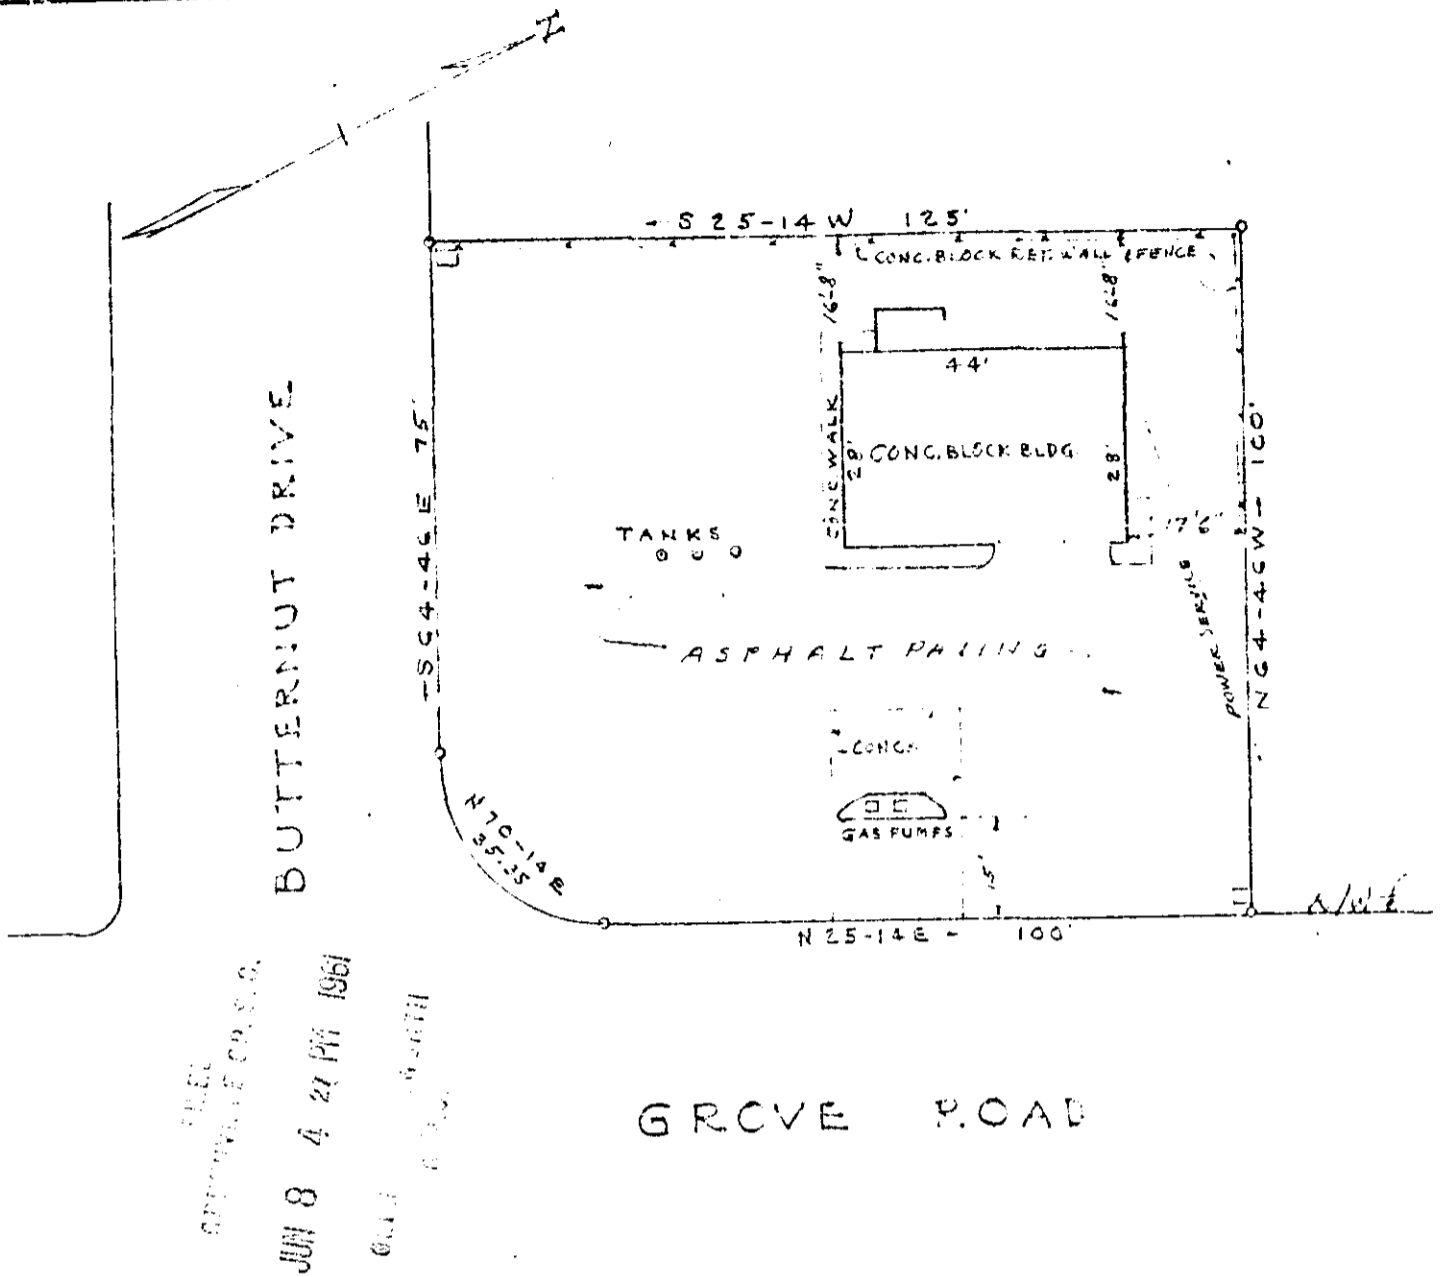 N
S 25-14 W 125'
CONC. BLOCK RET. WALL & FENCE
16'-8"
16'-8"
44'
CONC. WALK
28'
CONC. BLOCK BLDG.
28'
BUTTERNUT DRIVE
S 64-46 E 75'
N 64-46 W - 100'
TANKS
17'6"
POWER SERVICE
ASPHALT PAVING
CONC.
GAS PUMPS
15'
N 70-14 E
35.35
N 25-14 E - 100'
R/W
JUN 8 4 21 PM 1961
GROVE ROAD